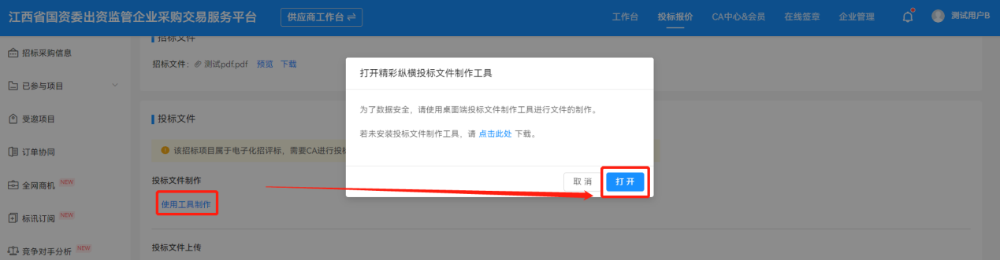 江西省国资委出资监管企业采购交易服务平台 供应商工作台 工作台 投标报价 CA中心&会员 在线签章 企业管理 测试用户B
招标文件
招标采购信息
招标文件: 测试pdf.pdf 预览 下载
打开精彩纵横投标文件制作工具
已参与项目
为了数据安全，请使用桌面端投标文件制作工具进行文件的制作。
受邀项目
投标文件
若未安装投标文件制作工具，请 点击此处 下载。
订单协同
该招标项目属于电子化招评标，需要CA进行投标
全网商机 NEW
投标文件制作
取消 打开
使用工具制作
标讯订阅 NEW
投标文件上传
竞争对手分析 NEW